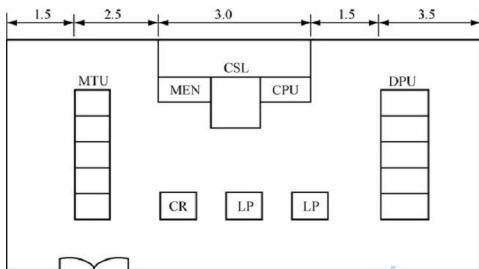 1.5 2.5 3.0 1.5 3.5
CSL
MTU MEN CPU DPU
CR LP LP